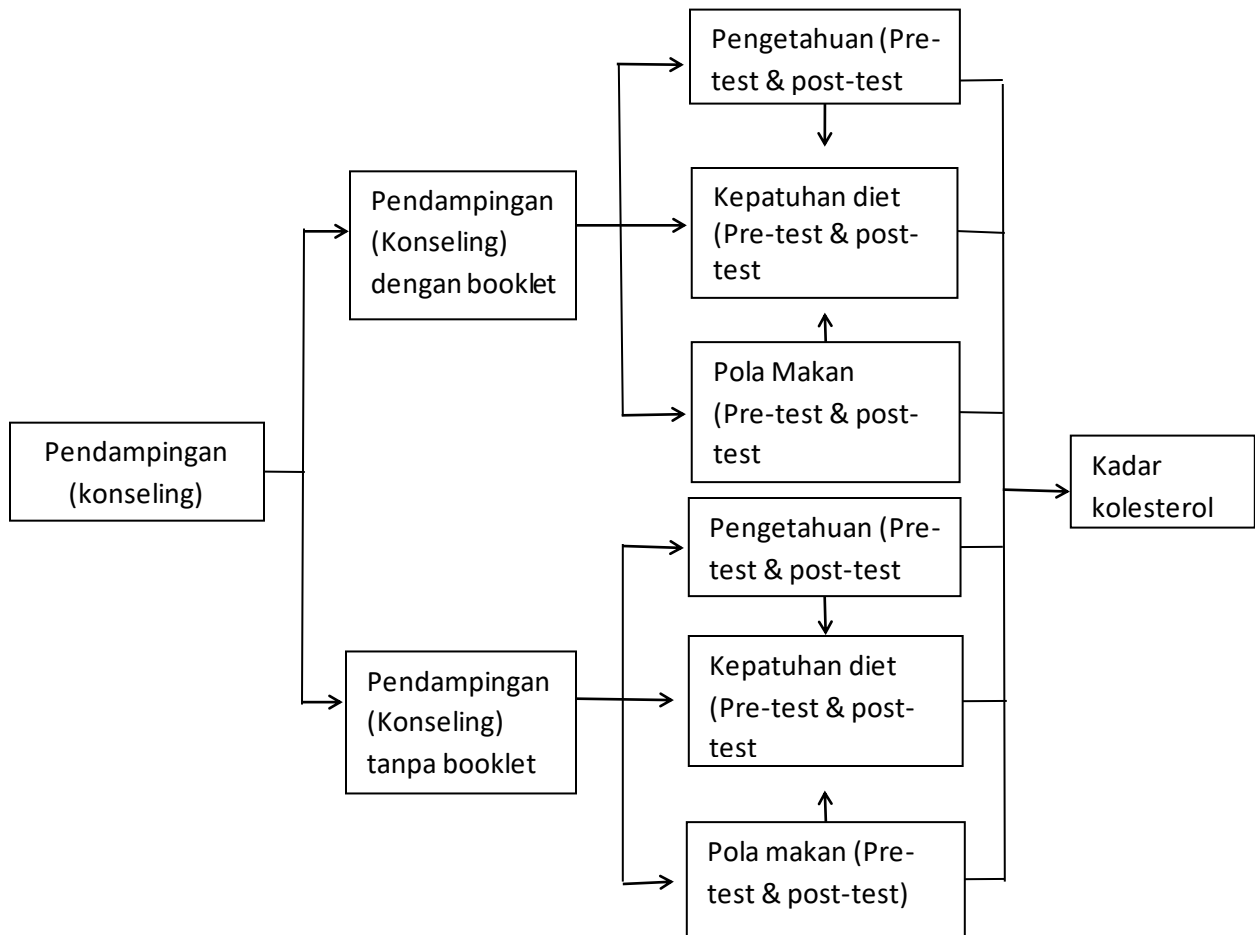 Pengetahuan (Pre-
test & post-test
Pendampingan
(Konseling)
dengan booklet
Kepatuhan diet
(Pre-test & post-
test
Pola Makan
(Pre-test & post-
test
Pendampingan
(konseling)
Kadar
kolesterol
Pengetahuan (Pre-
test & post-test
Pendampingan
(Konseling)
tanpa booklet
Kepatuhan diet
(Pre-test & post-
test
Pola makan (Pre-
test & post-test)